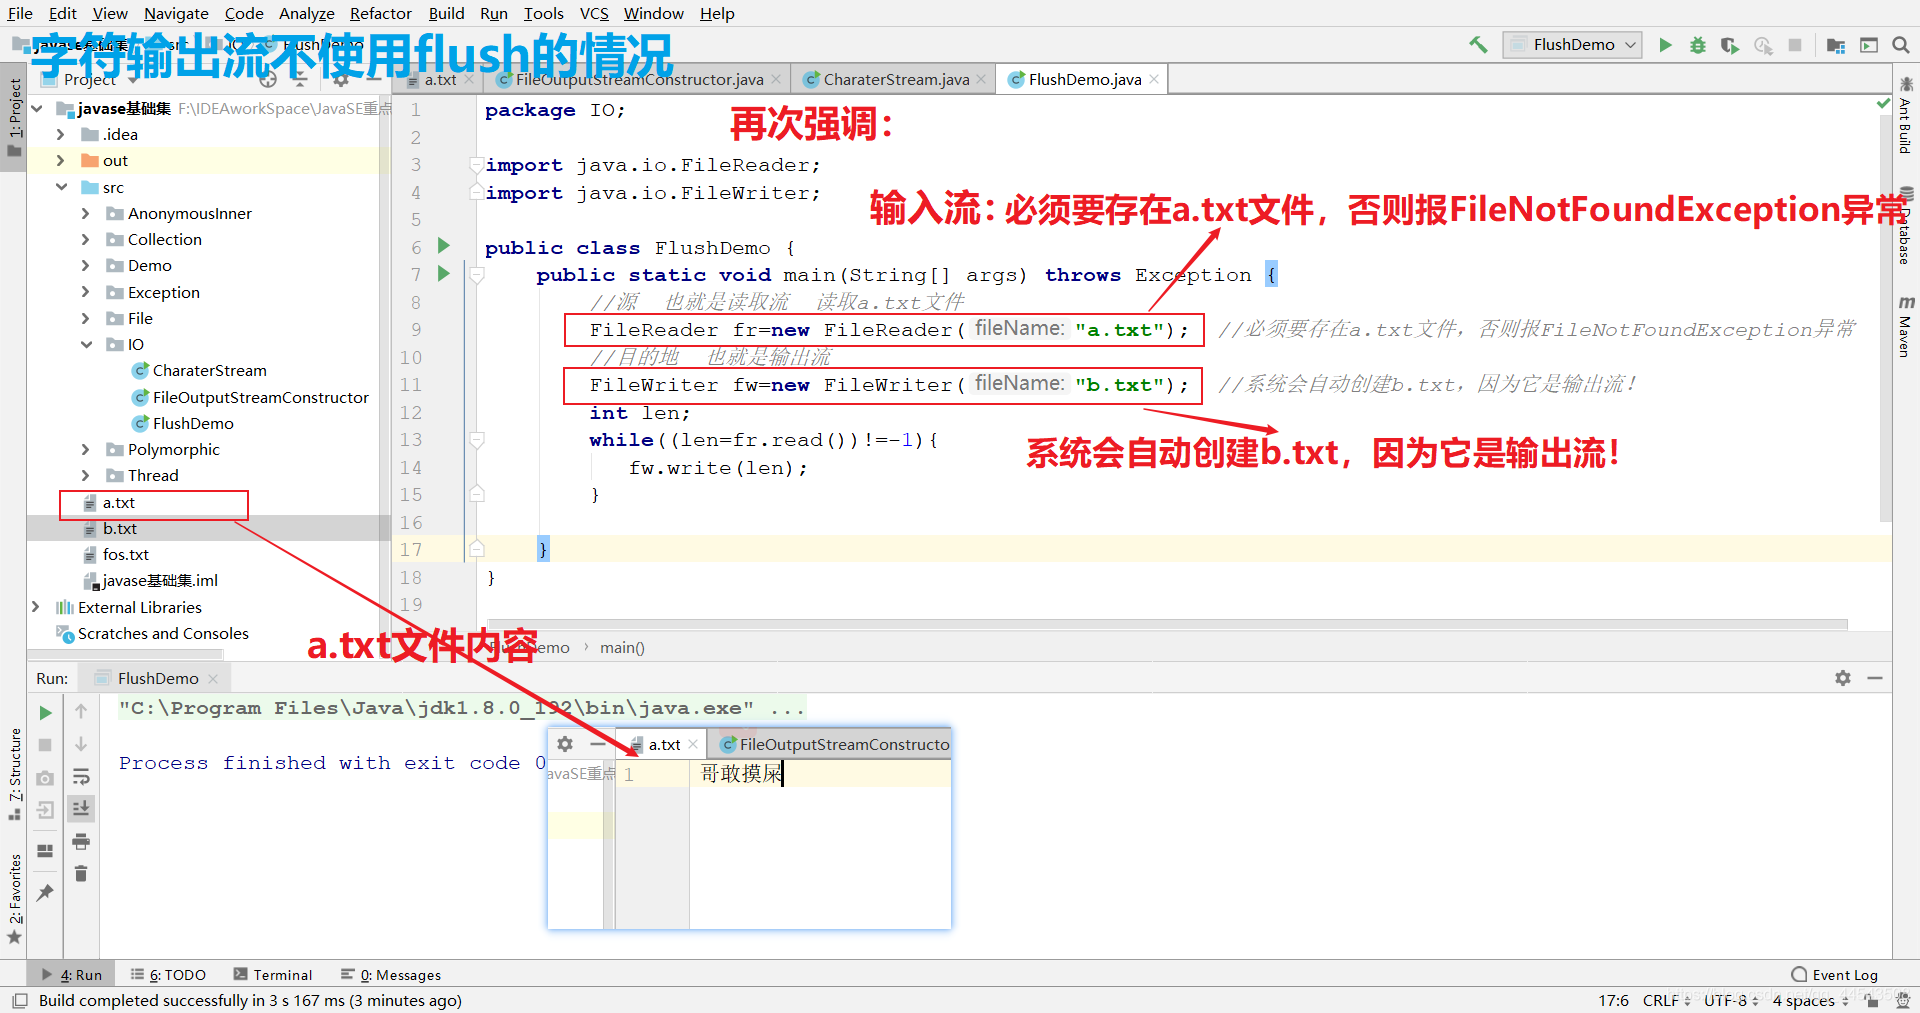 File Edit View Navigate Code Analyze Refactor Build Run Tools VCS Window Help
字符输出流不使用flush的情况
FlushDemo
Project
a.txt
FileOutputStreamConstructor.java
CharaterStream.java
FlushDemo.java
1: Project
javase基础集 F:\IDEAworkSpace\JavaSE重点
.idea
out
src
AnonymousInner
Collection
Demo
Exception
File
IO
CharaterStream
FileOutputStreamConstructor
FlushDemo
Polymorphic
Thread
a.txt
b.txt
fos.txt
javase基础集.iml
External Libraries
Scratches and Consoles
1 package IO;
再次强调：
2
3 import java.io.FileReader;
4 import java.io.FileWriter;
输入流：必须要存在a.txt文件，否则报FileNotFoundException异常
5
6 public class FlushDemo {
7 public static void main(String[] args) throws Exception {
8 //源 也就是读取流 读取a.txt文件
9 FileReader fr=new FileReader( fileName: "a.txt"); //必须要存在a.txt文件，否则报FileNotFoundException异常
10 //目的地 也就是输出流
11 FileWriter fw=new FileWriter( fileName: "b.txt"); //系统会自动创建b.txt，因为它是输出流！
12 int len;
13 while((len=fr.read())!=-1){
系统会自动创建b.txt，因为它是输出流！
14 fw.write(len);
15 }
16
17 }
18 }
19
a.txt文件内容
FlushDemo › main()
Ant Build
Database
Maven
Run: FlushDemo
"C:\Program Files\Java\jdk1.8.0_192\bin\java.exe" ...
Process finished with exit code 0
a.txt
FileOutputStreamConstructo
avaSE重点
1 哥敢摸屎
7: Structure
2: Favorites
4: Run 6: TODO Terminal 0: Messages Event Log
Build completed successfully in 3 s 167 ms (3 minutes ago)
17:6 CRLF UTF-8 4 spaces